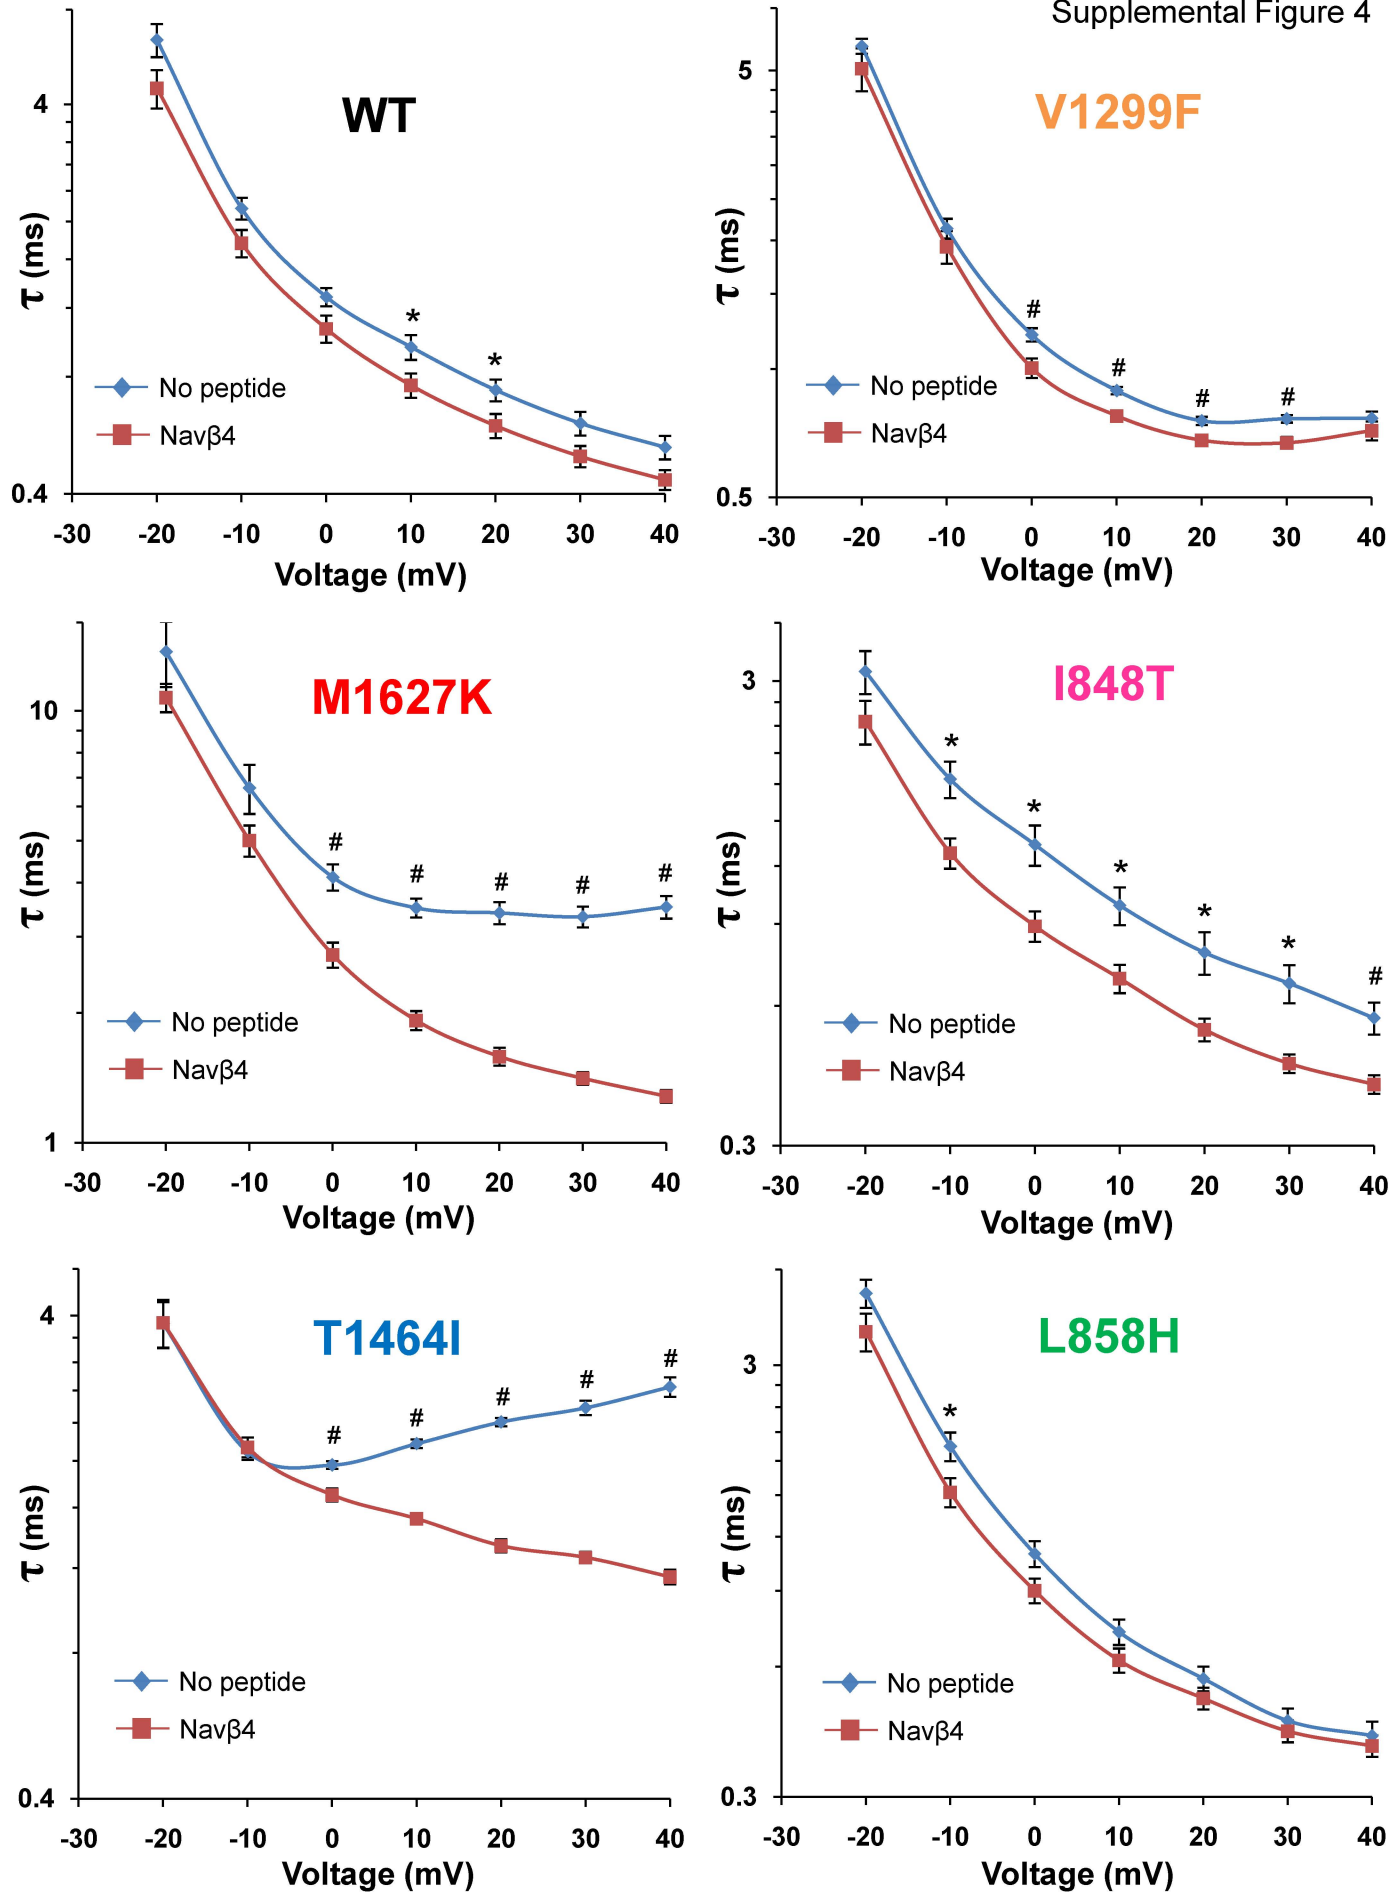 Supplemental Figure 4
WT
4
0.4
τ (ms)
*
*
No peptide
Navβ4
-30 -20 -10 0 10 20 30 40
Voltage (mV)
V1299F
5
0.5
τ (ms)
# # # #
No peptide
Navβ4
-30 -20 -10 0 10 20 30 40
Voltage (mV)
M1627K
10
1
τ (ms)
# # # # #
No peptide
Navβ4
-30 -20 -10 0 10 20 30 40
Voltage (mV)
I848T
3
0.3
τ (ms)
* * * * * #
No peptide
Navβ4
-30 -20 -10 0 10 20 30 40
Voltage (mV)
T1464I
4
0.4
τ (ms)
# # # # #
No peptide
Navβ4
-30 -20 -10 0 10 20 30 40
Voltage (mV)
L858H
3
0.3
τ (ms)
*
No peptide
Navβ4
-30 -20 -10 0 10 20 30 40
Voltage (mV)